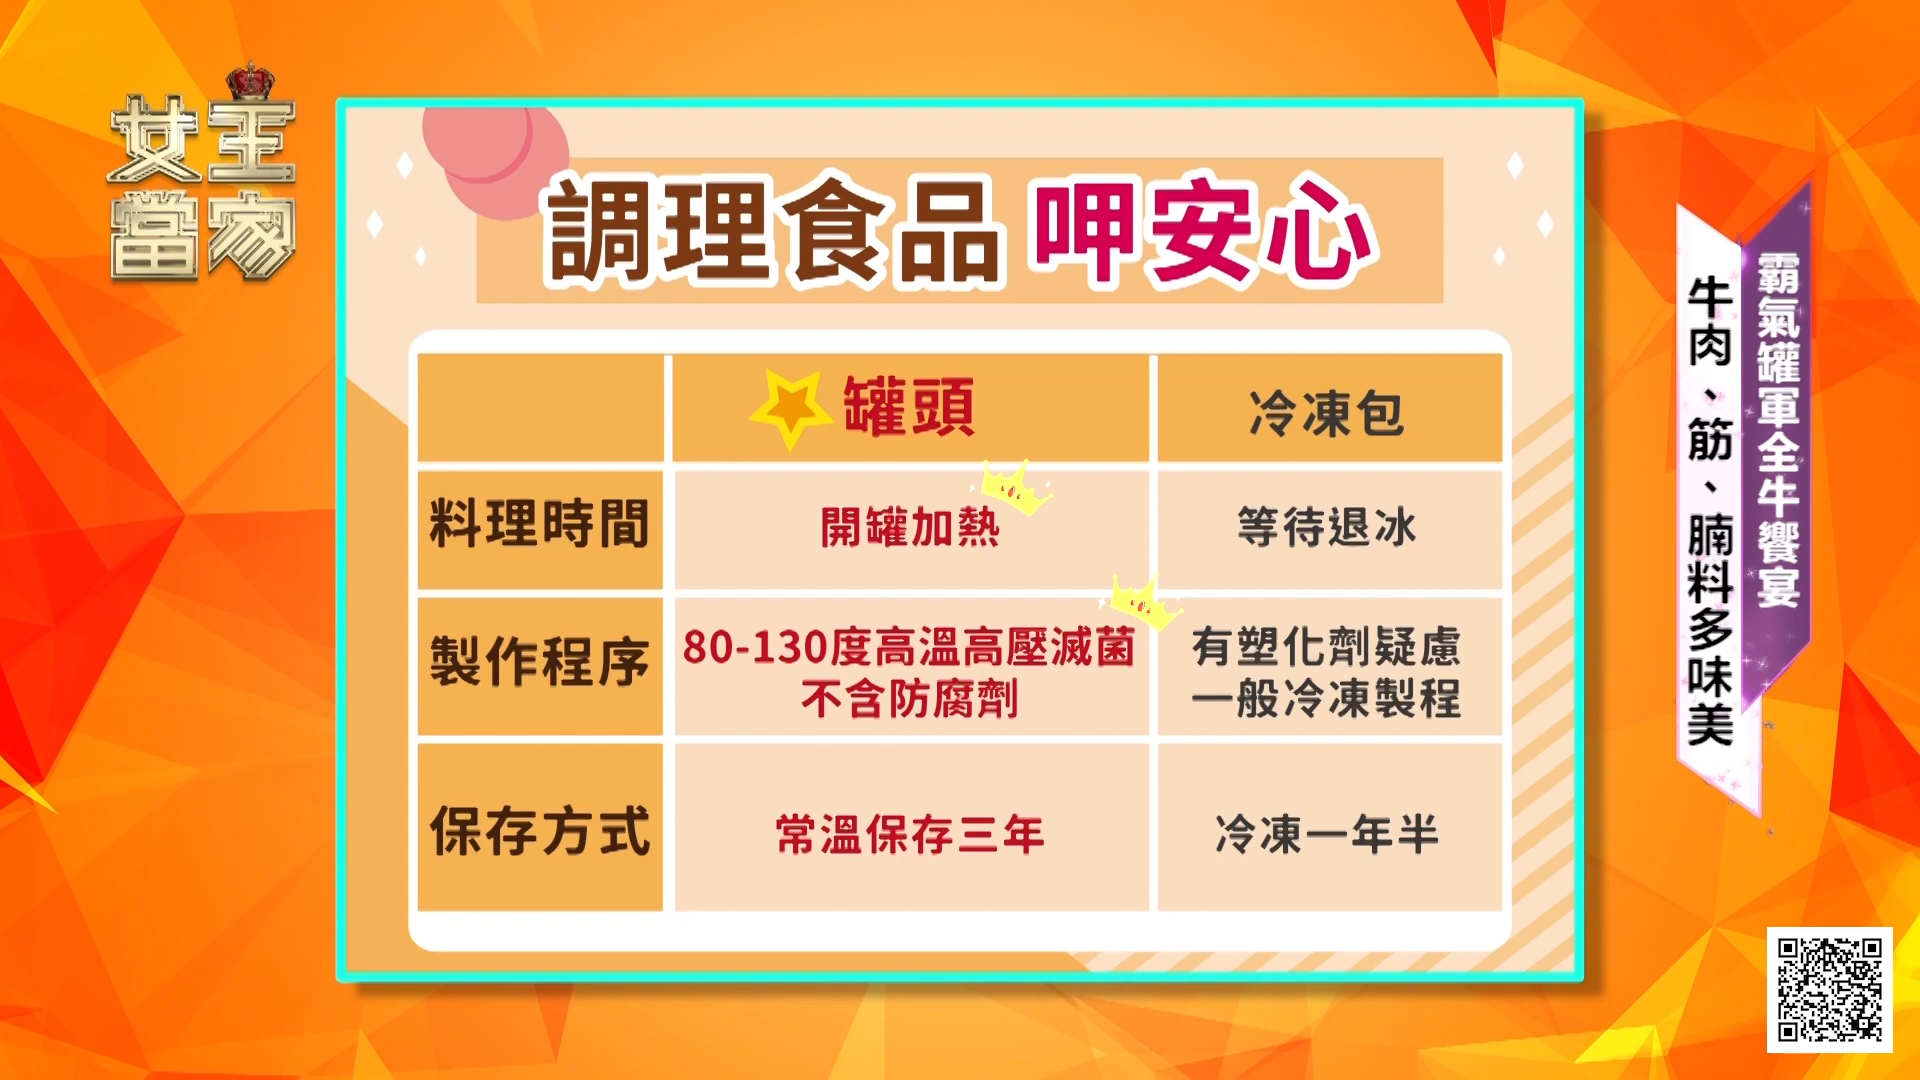 女王
當家
調理食品 呷安心
罐頭
冷凍包
料理時間
開罐加熱
等待退冰
製作程序
80-130度高溫高壓滅菌
不含防腐劑
有塑化劑疑慮
一般冷凍製程
保存方式
常溫保存三年
冷凍一年半
霸氣罐軍全牛饗宴
牛肉、筋、腩料多味美